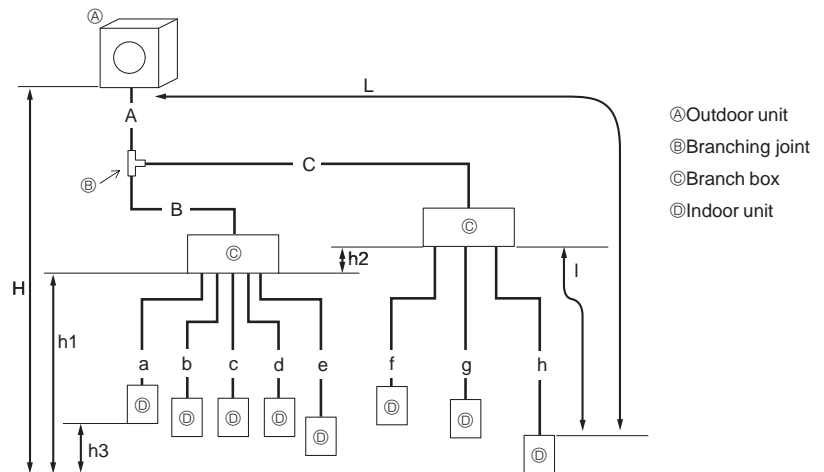 Ⓐ
L
A
ⒶOutdoor unit
ⒷBranching joint
ⒸBranch box
ⒹIndoor unit
C
Ⓑ
B
Ⓒ
Ⓒ
h2
l
H
h1
a
b
c
d
e
f
g
h
Ⓓ
Ⓓ
Ⓓ
Ⓓ
Ⓓ
Ⓓ
Ⓓ
Ⓓ
h3